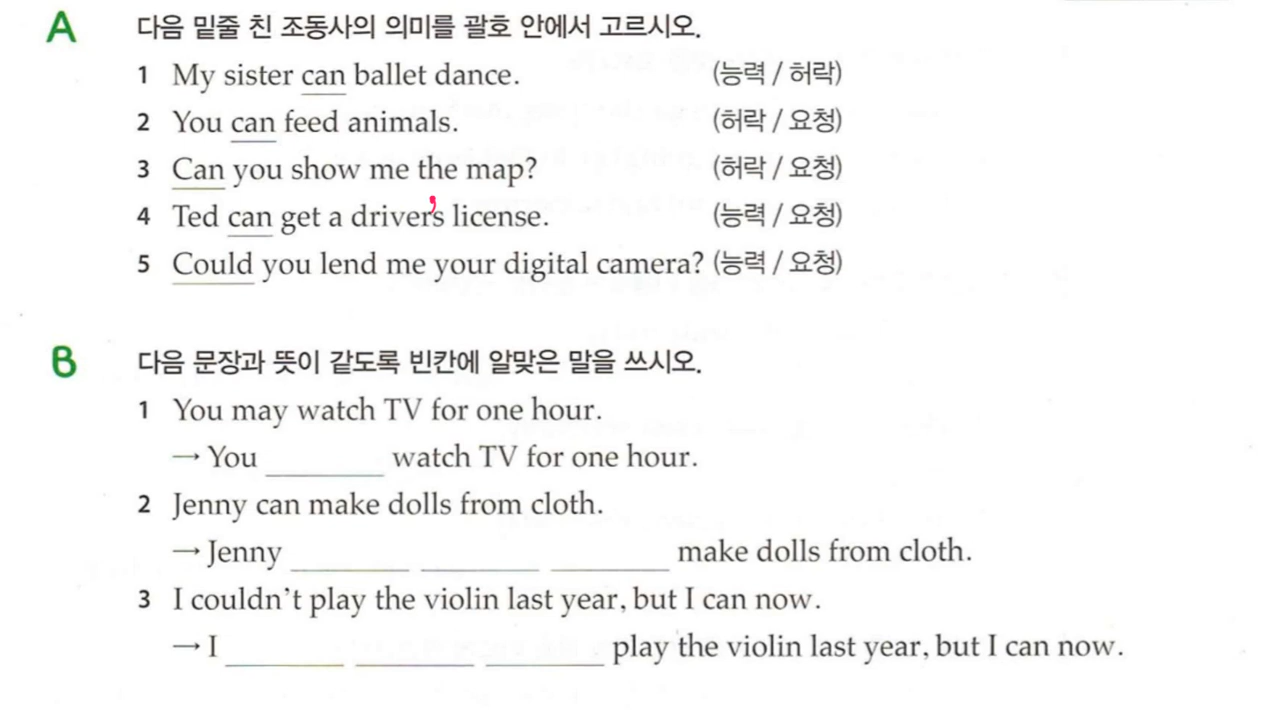 A 다음 밑줄 친 조동사의 의미를 괄호 안에서 고르시오.
1 My sister can ballet dance. (능력 / 허락)
2 You can feed animals. (허락 / 요청)
3 Can you show me the map? (허락 / 요청)
4 Ted can get a driver's license. (능력 / 요청)
5 Could you lend me your digital camera? (능력 / 요청)
B 다음 문장과 뜻이 같도록 빈칸에 알맞은 말을 쓰시오.
1 You may watch TV for one hour.
→ You ________ watch TV for one hour.
2 Jenny can make dolls from cloth.
→ Jenny ________ ________ ________ make dolls from cloth.
3 I couldn't play the violin last year, but I can now.
→ I ________ ________ ________ play the violin last year, but I can now.